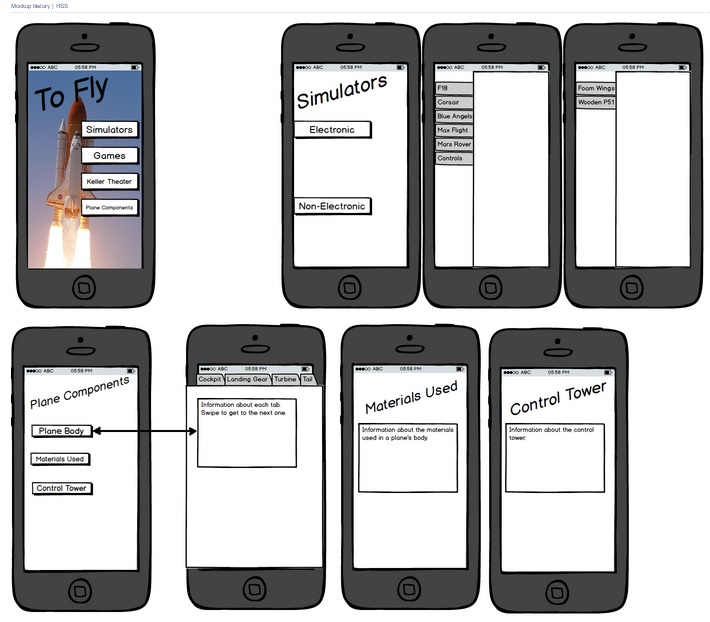 Mockup history | HSS
ABC 05:58 PM
To Fly
Simulators
Games
Keller Theater
Plane Components
ABC 05:58 PM
Simulators
Electronic
Non-Electronic
ABC 05:58 PM
F18
Corsair
Blue Angels
Max Flight
Mars Rover
Controls
ABC 05:58 PM
Foam Wings
Wooden P51
ABC 05:58 PM
Plane Components
Plane Body
Materials Used
Control Tower
ABC 05:58 PM
Cockpit Landing Gear Turbine Tail
Information about each tab.
Swipe to get to the next one.
ABC 05:58 PM
Materials Used
Information about the materials
used in a plane's body.
ABC 05:58 PM
Control Tower
Information about the control
tower.